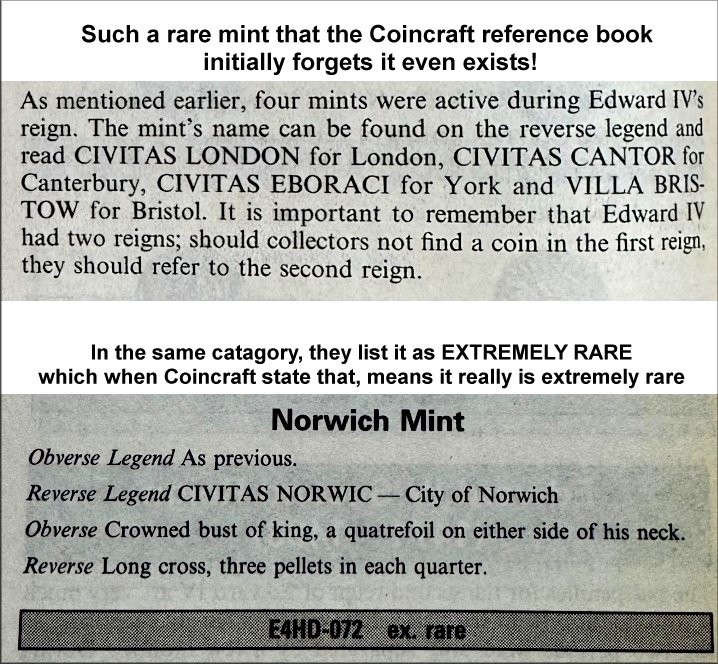 Such a rare mint that the Coincraft reference book
initially forgets it even exists!
As mentioned earlier, four mints were active during Edward IV's
reign. The mint's name can be found on the reverse legend and
read CIVITAS LONDON for London, CIVITAS CANTOR for
Canterbury, CIVITAS EBORACI for York and VILLA BRIS-
TOW for Bristol. It is important to remember that Edward IV
had two reigns; should collectors not find a coin in the first reign,
they should refer to the second reign.
In the same catagory, they list it as EXTREMELY RARE
which when Coincraft state that, means it really is extremely rare
Norwich Mint
Obverse Legend As previous.
Reverse Legend CIVITAS NORWIC — City of Norwich
Obverse Crowned bust of king, a quatrefoil on either side of his neck.
Reverse Long cross, three pellets in each quarter.
E4HD-072 ex. rare